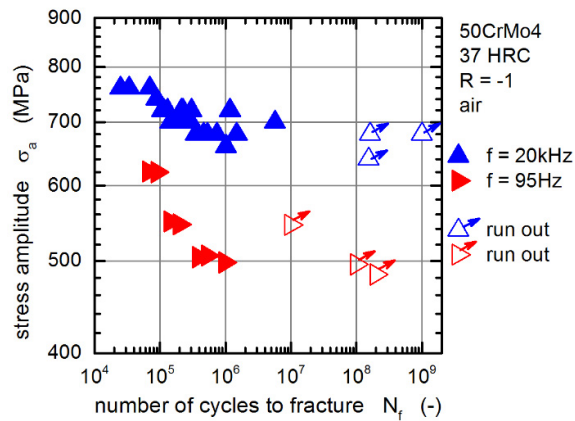 900
800
700
600
500
400
stress amplitude σa (MPa)
10^4 10^5 10^6 10^7 10^8 10^9
number of cycles to fracture Nf (-)
50CrMo4
37 HRC
R = -1
air
f = 20kHz
f = 95Hz
run out
run out